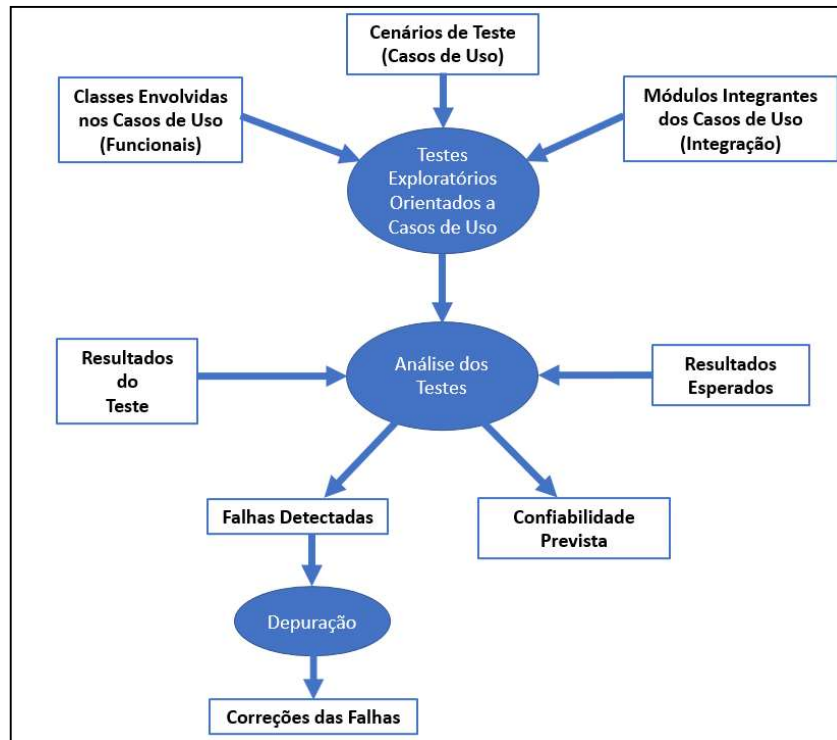 Cenários de Teste
(Casos de Uso)
Classes Envolvidas
nos Casos de Uso
(Funcionais)
Módulos Integrantes
dos Casos de Uso
(Integração)
Testes
Exploratórios
Orientados a
Casos de Uso
Resultados
do
Teste
Análise dos
Testes
Resultados
Esperados
Falhas Detectadas
Confiabilidade
Prevista
Depuração
Correções das Falhas